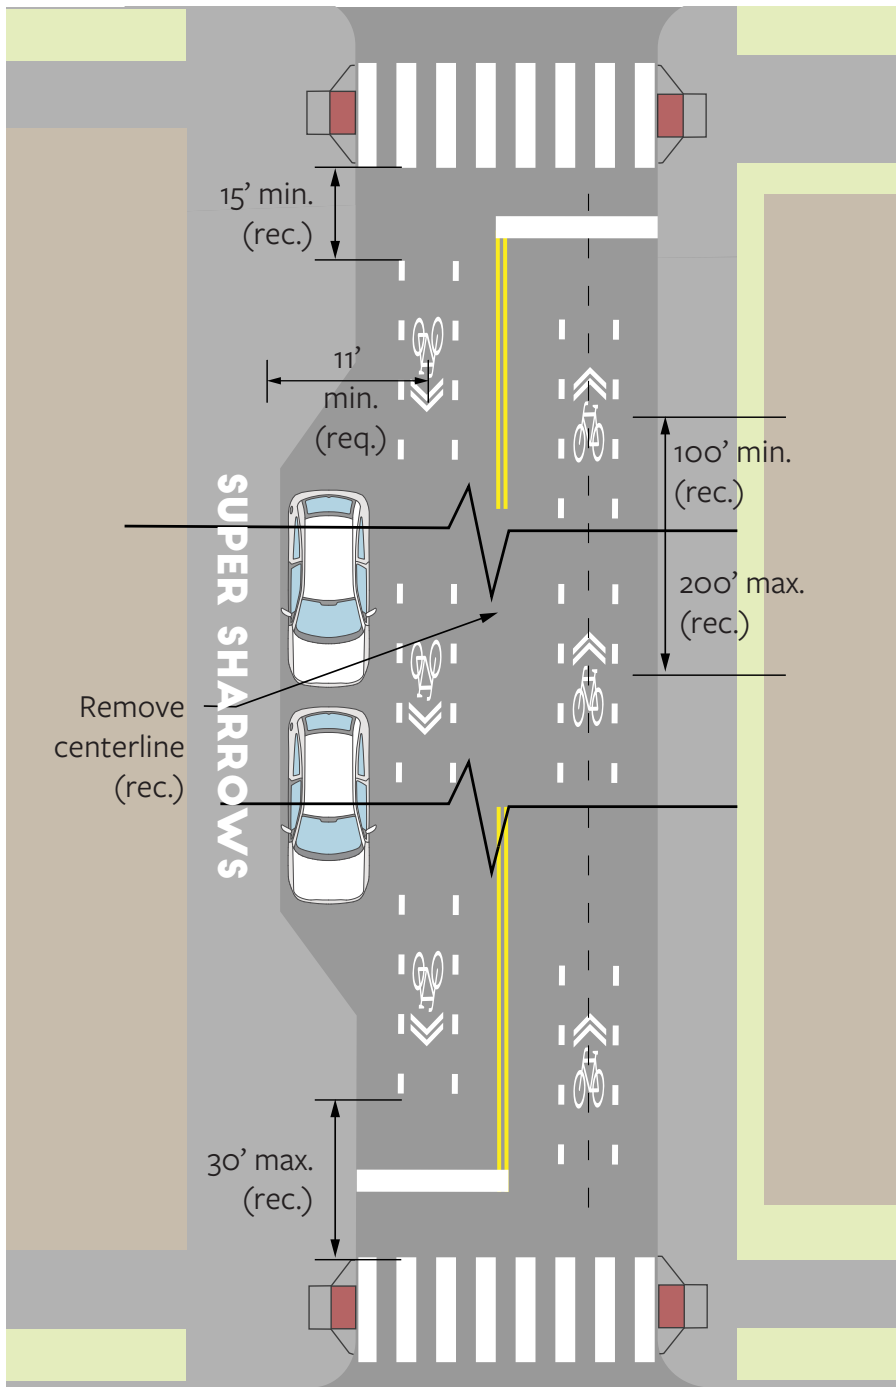 15’ min.
(rec.)
11’
min.
(req.)
100’ min.
(rec.)
SUPER SHARROWS
200’ max.
(rec.)
Remove
centerline
(rec.)
30’ max.
(rec.)